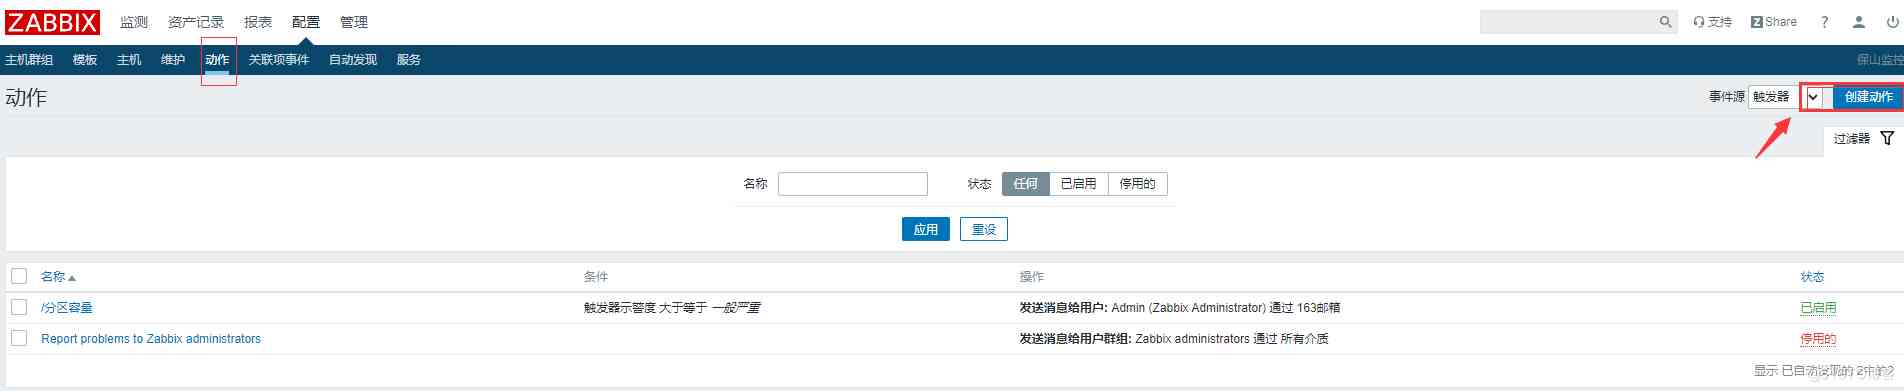 ZABBIX 监测 资产记录 报表 配置 管理 支持 Z Share ?
主机群组 模板 主机 维护 动作 关联项事件 自动发现 服务 保山监控
动作 事件源 触发器 创建动作
过滤器
名称 状态 任何 已启用 停用的
应用 重设
名称 条件 操作 状态
/分区容量 触发器示警度 大于等于 一般严重 发送消息给用户: Admin (Zabbix Administrator) 通过 163邮箱 已启用
Report problems to Zabbix administrators 发送消息给用户群组: Zabbix administrators 通过 所有介质 停用的
显示 已自动发现的 2中的2